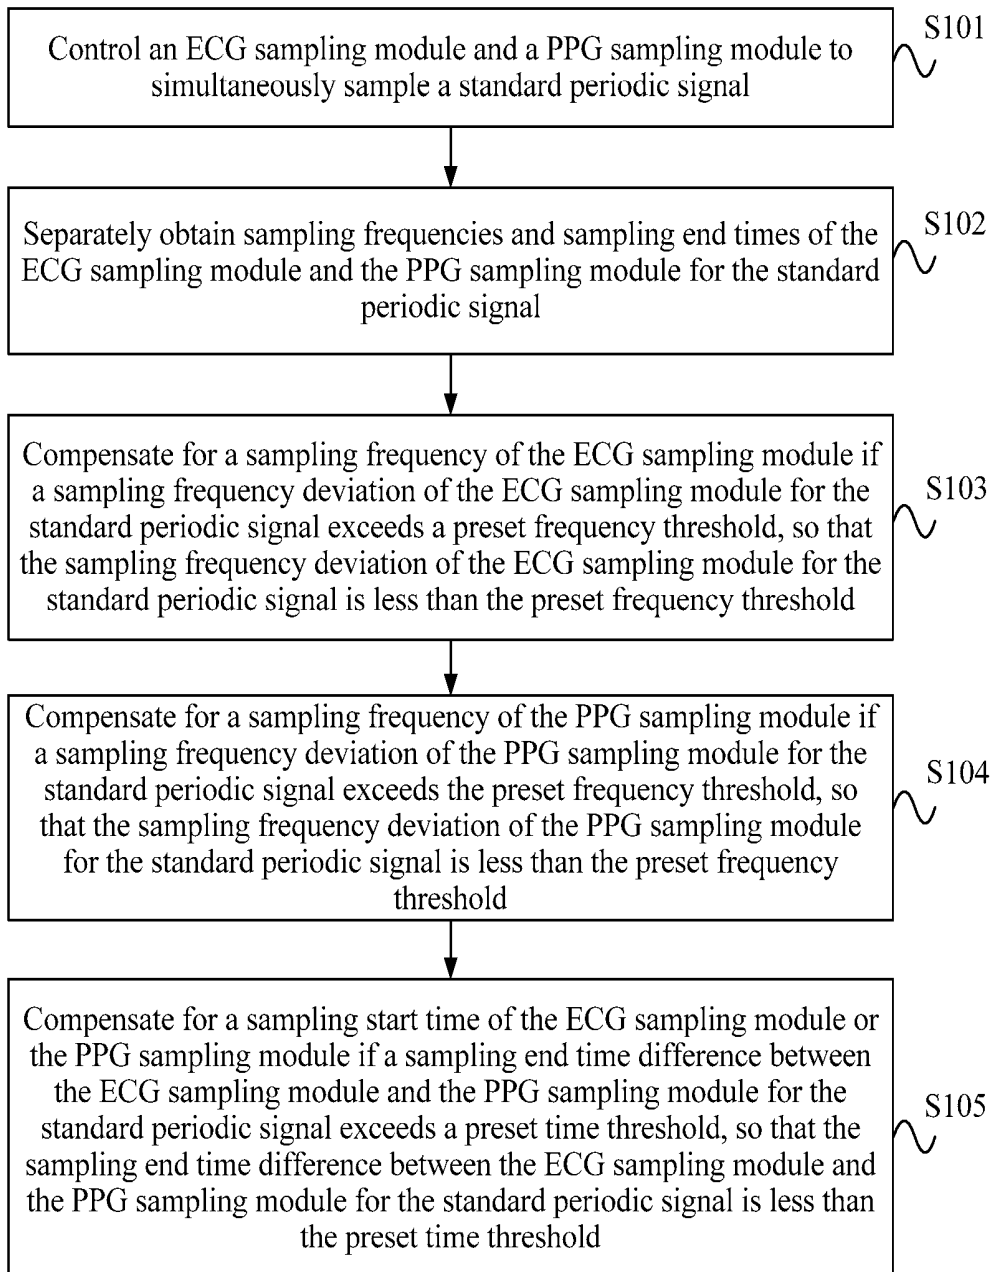 Control an ECG sampling module and a PPG sampling module to
simultaneously sample a standard periodic signal
S101
Separately obtain sampling frequencies and sampling end times of the
ECG sampling module and the PPG sampling module for the standard
periodic signal
S102
Compensate for a sampling frequency of the ECG sampling module if
a sampling frequency deviation of the ECG sampling module for the
standard periodic signal exceeds a preset frequency threshold, so that
the sampling frequency deviation of the ECG sampling module for the
standard periodic signal is less than the preset frequency threshold
S103
Compensate for a sampling frequency of the PPG sampling module if
a sampling frequency deviation of the PPG sampling module for the
standard periodic signal exceeds the preset frequency threshold, so
that the sampling frequency deviation of the PPG sampling module
for the standard periodic signal is less than the preset frequency
threshold
S104
Compensate for a sampling start time of the ECG sampling module or
the PPG sampling module if a sampling end time difference between
the ECG sampling module and the PPG sampling module for the
standard periodic signal exceeds a preset time threshold, so that the
sampling end time difference between the ECG sampling module and
the PPG sampling module for the standard periodic signal is less than
the preset time threshold
S105